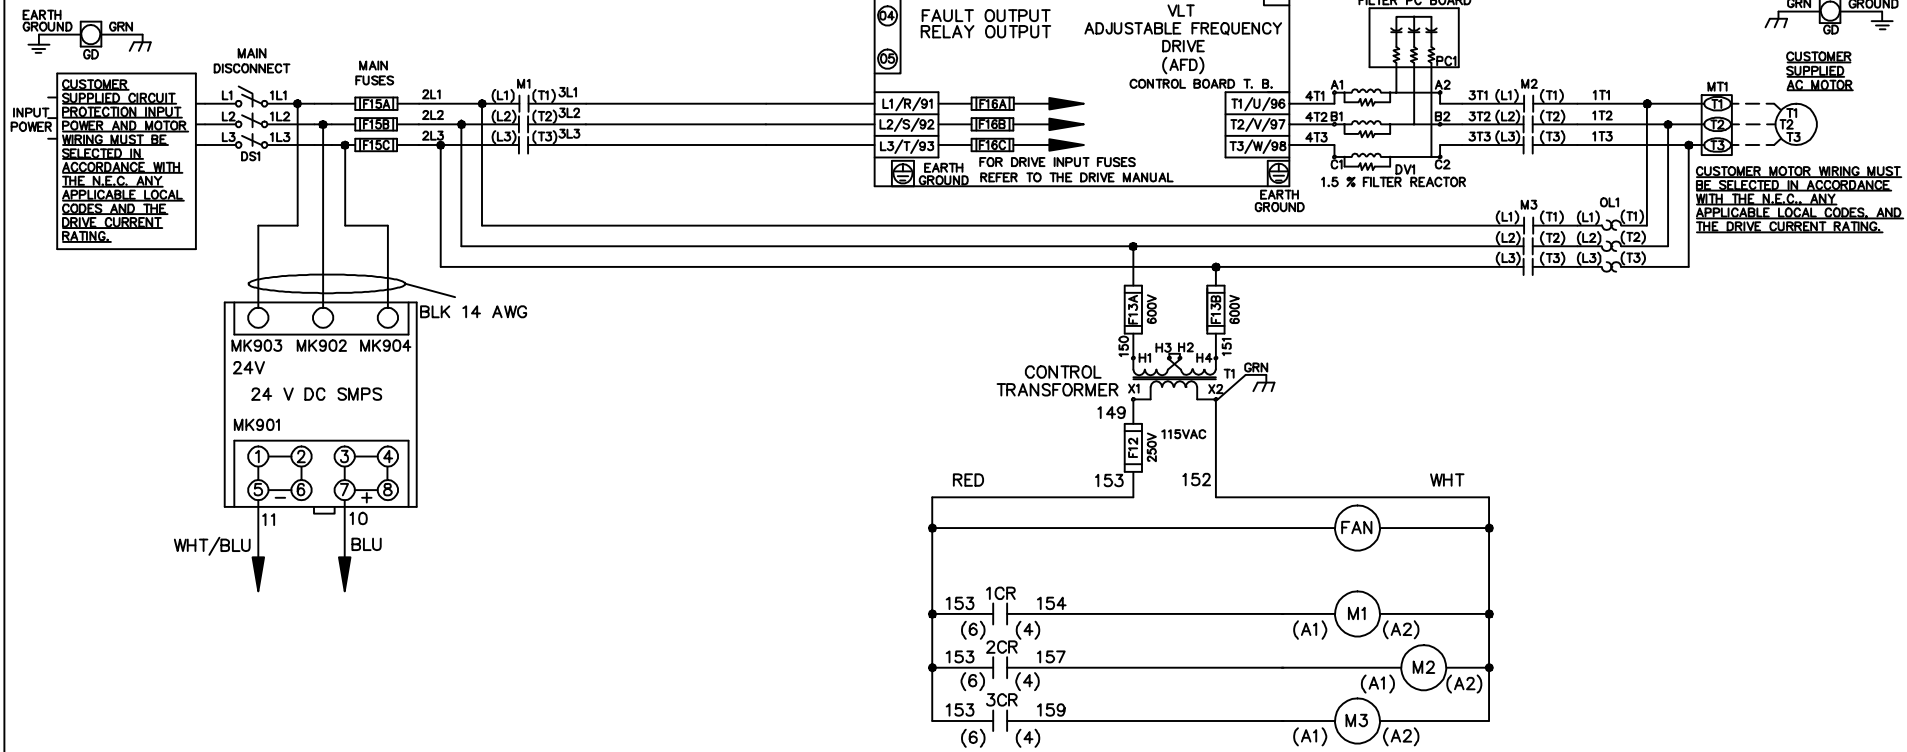 EARTH
GROUND
GRN
GD
CUSTOMER
SUPPLIED CIRCUIT
PROTECTION INPUT
POWER AND MOTOR
WIRING MUST BE
SELECTED IN
ACCORDANCE WITH
THE N.E.C. ANY
APPLICABLE LOCAL
CODES AND THE
DRIVE CURRENT
RATING.
INPUT
POWER
MAIN
DISCONNECT
L1 1L1
L2 1L2
L3 1L3
DS1
MAIN
FUSES
F15A
F15B
F15C
2L1
2L2
2L3
M1
(L1) (T1) 3L1
(L2) (T2) 3L2
(L3) (T3) 3L3
04
05
FAULT OUTPUT
RELAY OUTPUT
VLT
ADJUSTABLE FREQUENCY
DRIVE
(AFD)
CONTROL BOARD T. B.
L1/R/91
L2/S/92
L3/T/93
F16A
F16B
F16C
EARTH
GROUND
FOR DRIVE INPUT FUSES
REFER TO THE DRIVE MANUAL
T1/U/96
T2/V/97
T3/W/98
EARTH
GROUND
FILTER PC BOARD
PC1
4T1 A1 A2
4T2 B1 B2
4T3
C1 C2
DV1
1.5 % FILTER REACTOR
M2
3T1 (L1) (T1) 1T1
3T2 (L2) (T2) 1T2
3T3 (L3) (T3) 1T3
MT1
T1
T2
T3
T1
T2
T3
GRN
GROUND
GD
CUSTOMER
SUPPLIED
AC MOTOR
CUSTOMER MOTOR WIRING MUST
BE SELECTED IN ACCORDANCE
WITH THE N.E.C., ANY
APPLICABLE LOCAL CODES, AND
THE DRIVE CURRENT RATING.
M3 OL1
(L1) (T1) (L1) (T1)
(L2) (T2) (L2) (T2)
(L3) (T3) (L3) (T3)
BLK 14 AWG
MK903 MK902 MK904
24V
24 V DC SMPS
MK901
1 2 3 4
5 - 6 7 + 8
11 10
WHT/BLU BLU
F13A
600V
F13B
600V
150
151
H1 H3 H2 H4
CONTROL
TRANSFORMER
X1 X2
T1
GRN
149
F12
250V
115VAC
153 152
RED WHT
FAN
1CR
153 154
(6) (4)
M1
(A1) (A2)
2CR
153 157
(6) (4)
M2
(A1) (A2)
3CR
153 159
(6) (4)
M3
(A1) (A2)